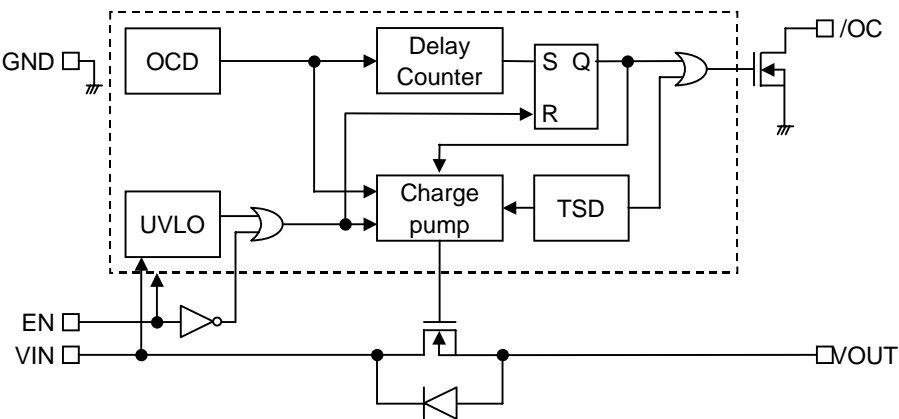 /OC
GND
OCD
Delay
Counter
S Q
R
UVLO
Charge
pump
TSD
EN
VIN
VOUT